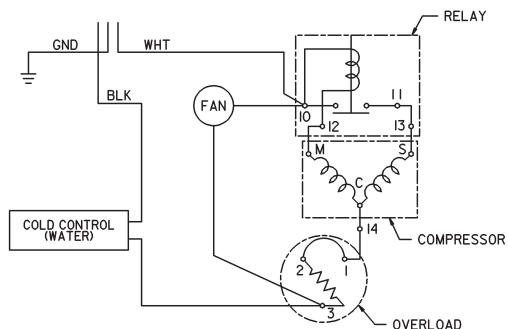 RELAY
GND
WHT
BLK
FAN
10
12
11
13
M
S
C
14
COLD CONTROL
(WATER)
COMPRESSOR
2
1
3
OVERLOAD